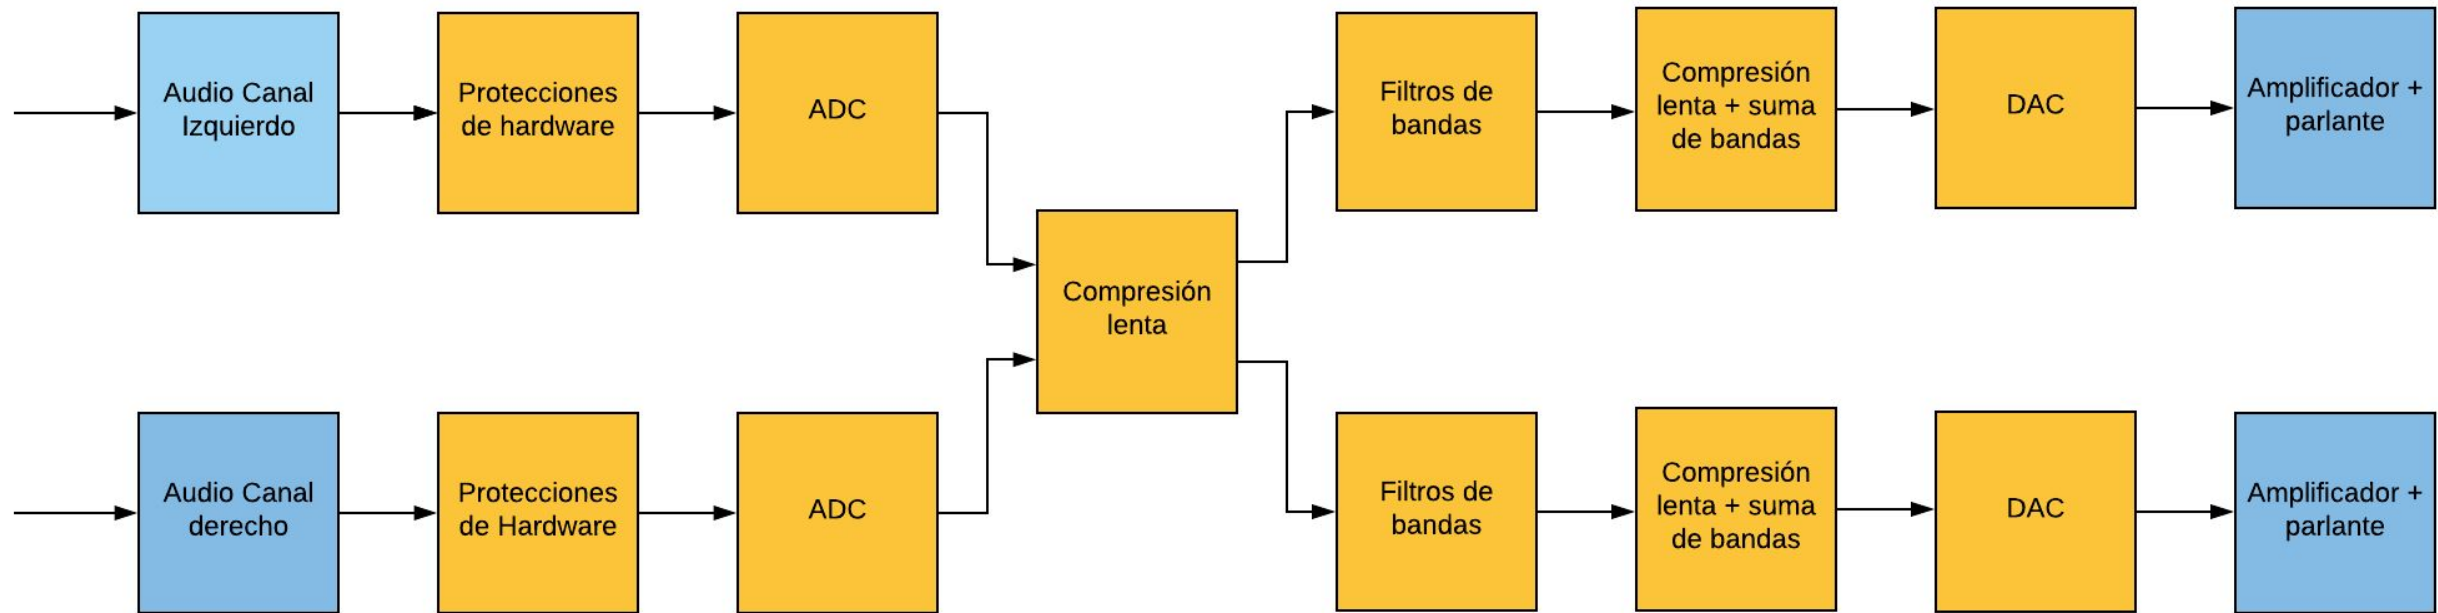 Audio Canal
Izquierdo
Protecciones
de hardware
ADC
Compresión
lenta
Filtros de
bandas
Compresión
lenta + suma
de bandas
DAC
Amplificador +
parlante
Audio Canal
derecho
Protecciones
de Hardware
ADC
Filtros de
bandas
Compresión
lenta + suma
de bandas
DAC
Amplificador +
parlante